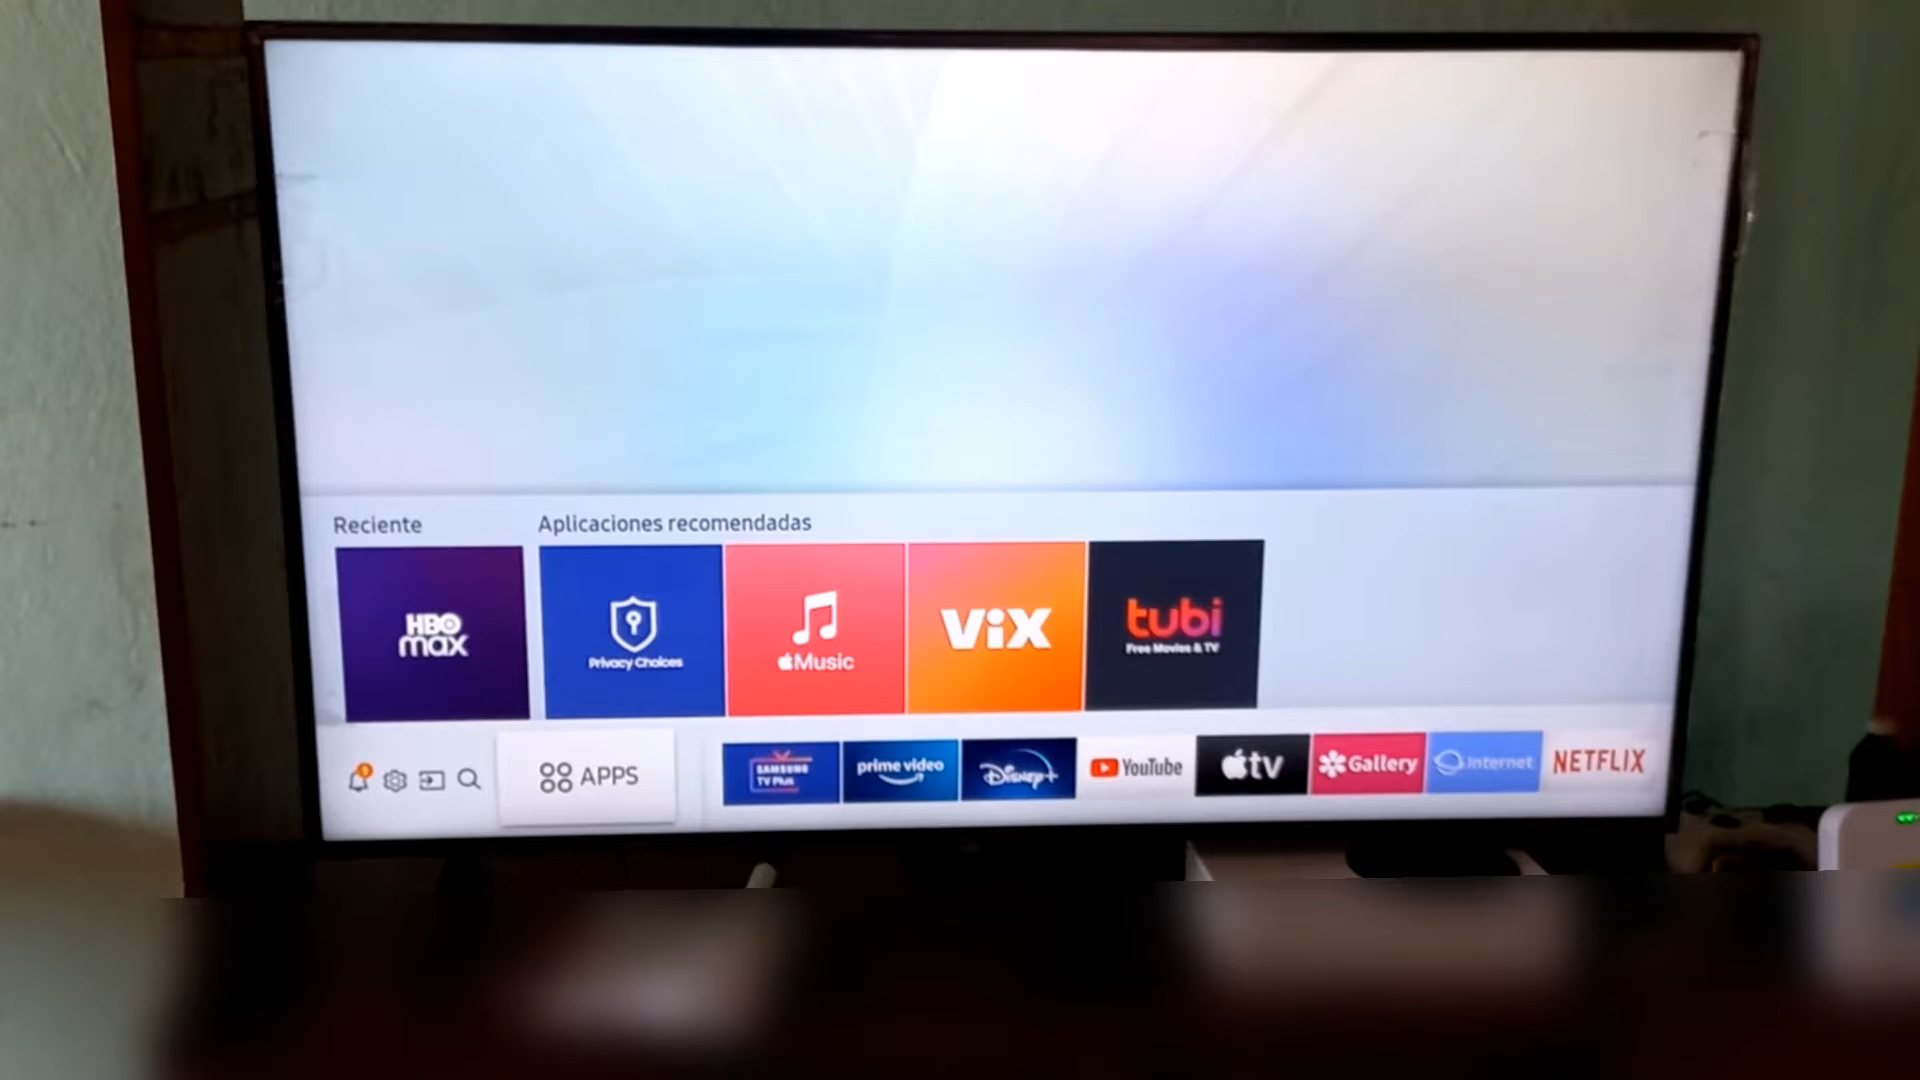 Reciente
Aplicaciones recomendadas
HBO
max
Privacy Choices
Music
ViX
tubi
Free Movies & TV
1
APPS
SAMSUNG
TV Plus
prime video
Disney+
YouTube
tv
Gallery
Internet
NETFLIX